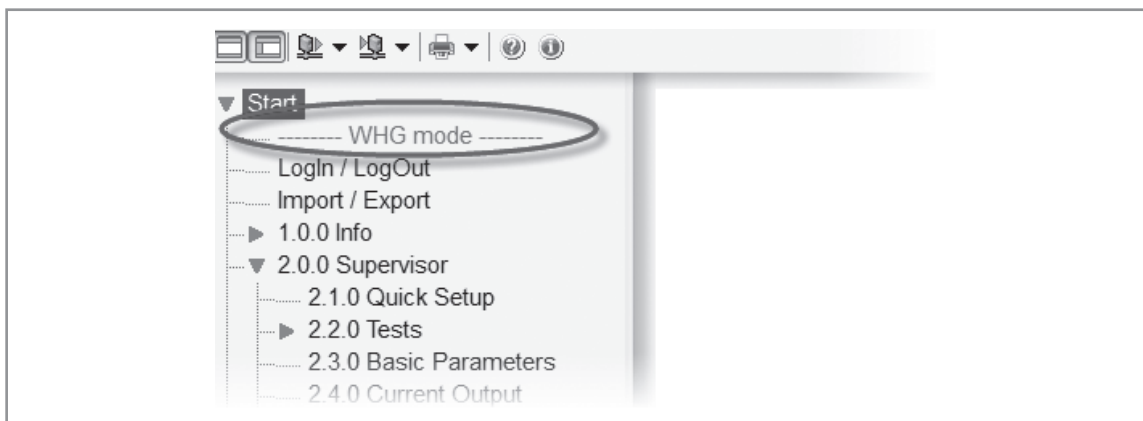 Start
--------- WHG mode --------
LogIn / LogOut
Import / Export
1.0.0 Info
2.0.0 Supervisor
2.1.0 Quick Setup
2.2.0 Tests
2.3.0 Basic Parameters
2.4.0 Current Output